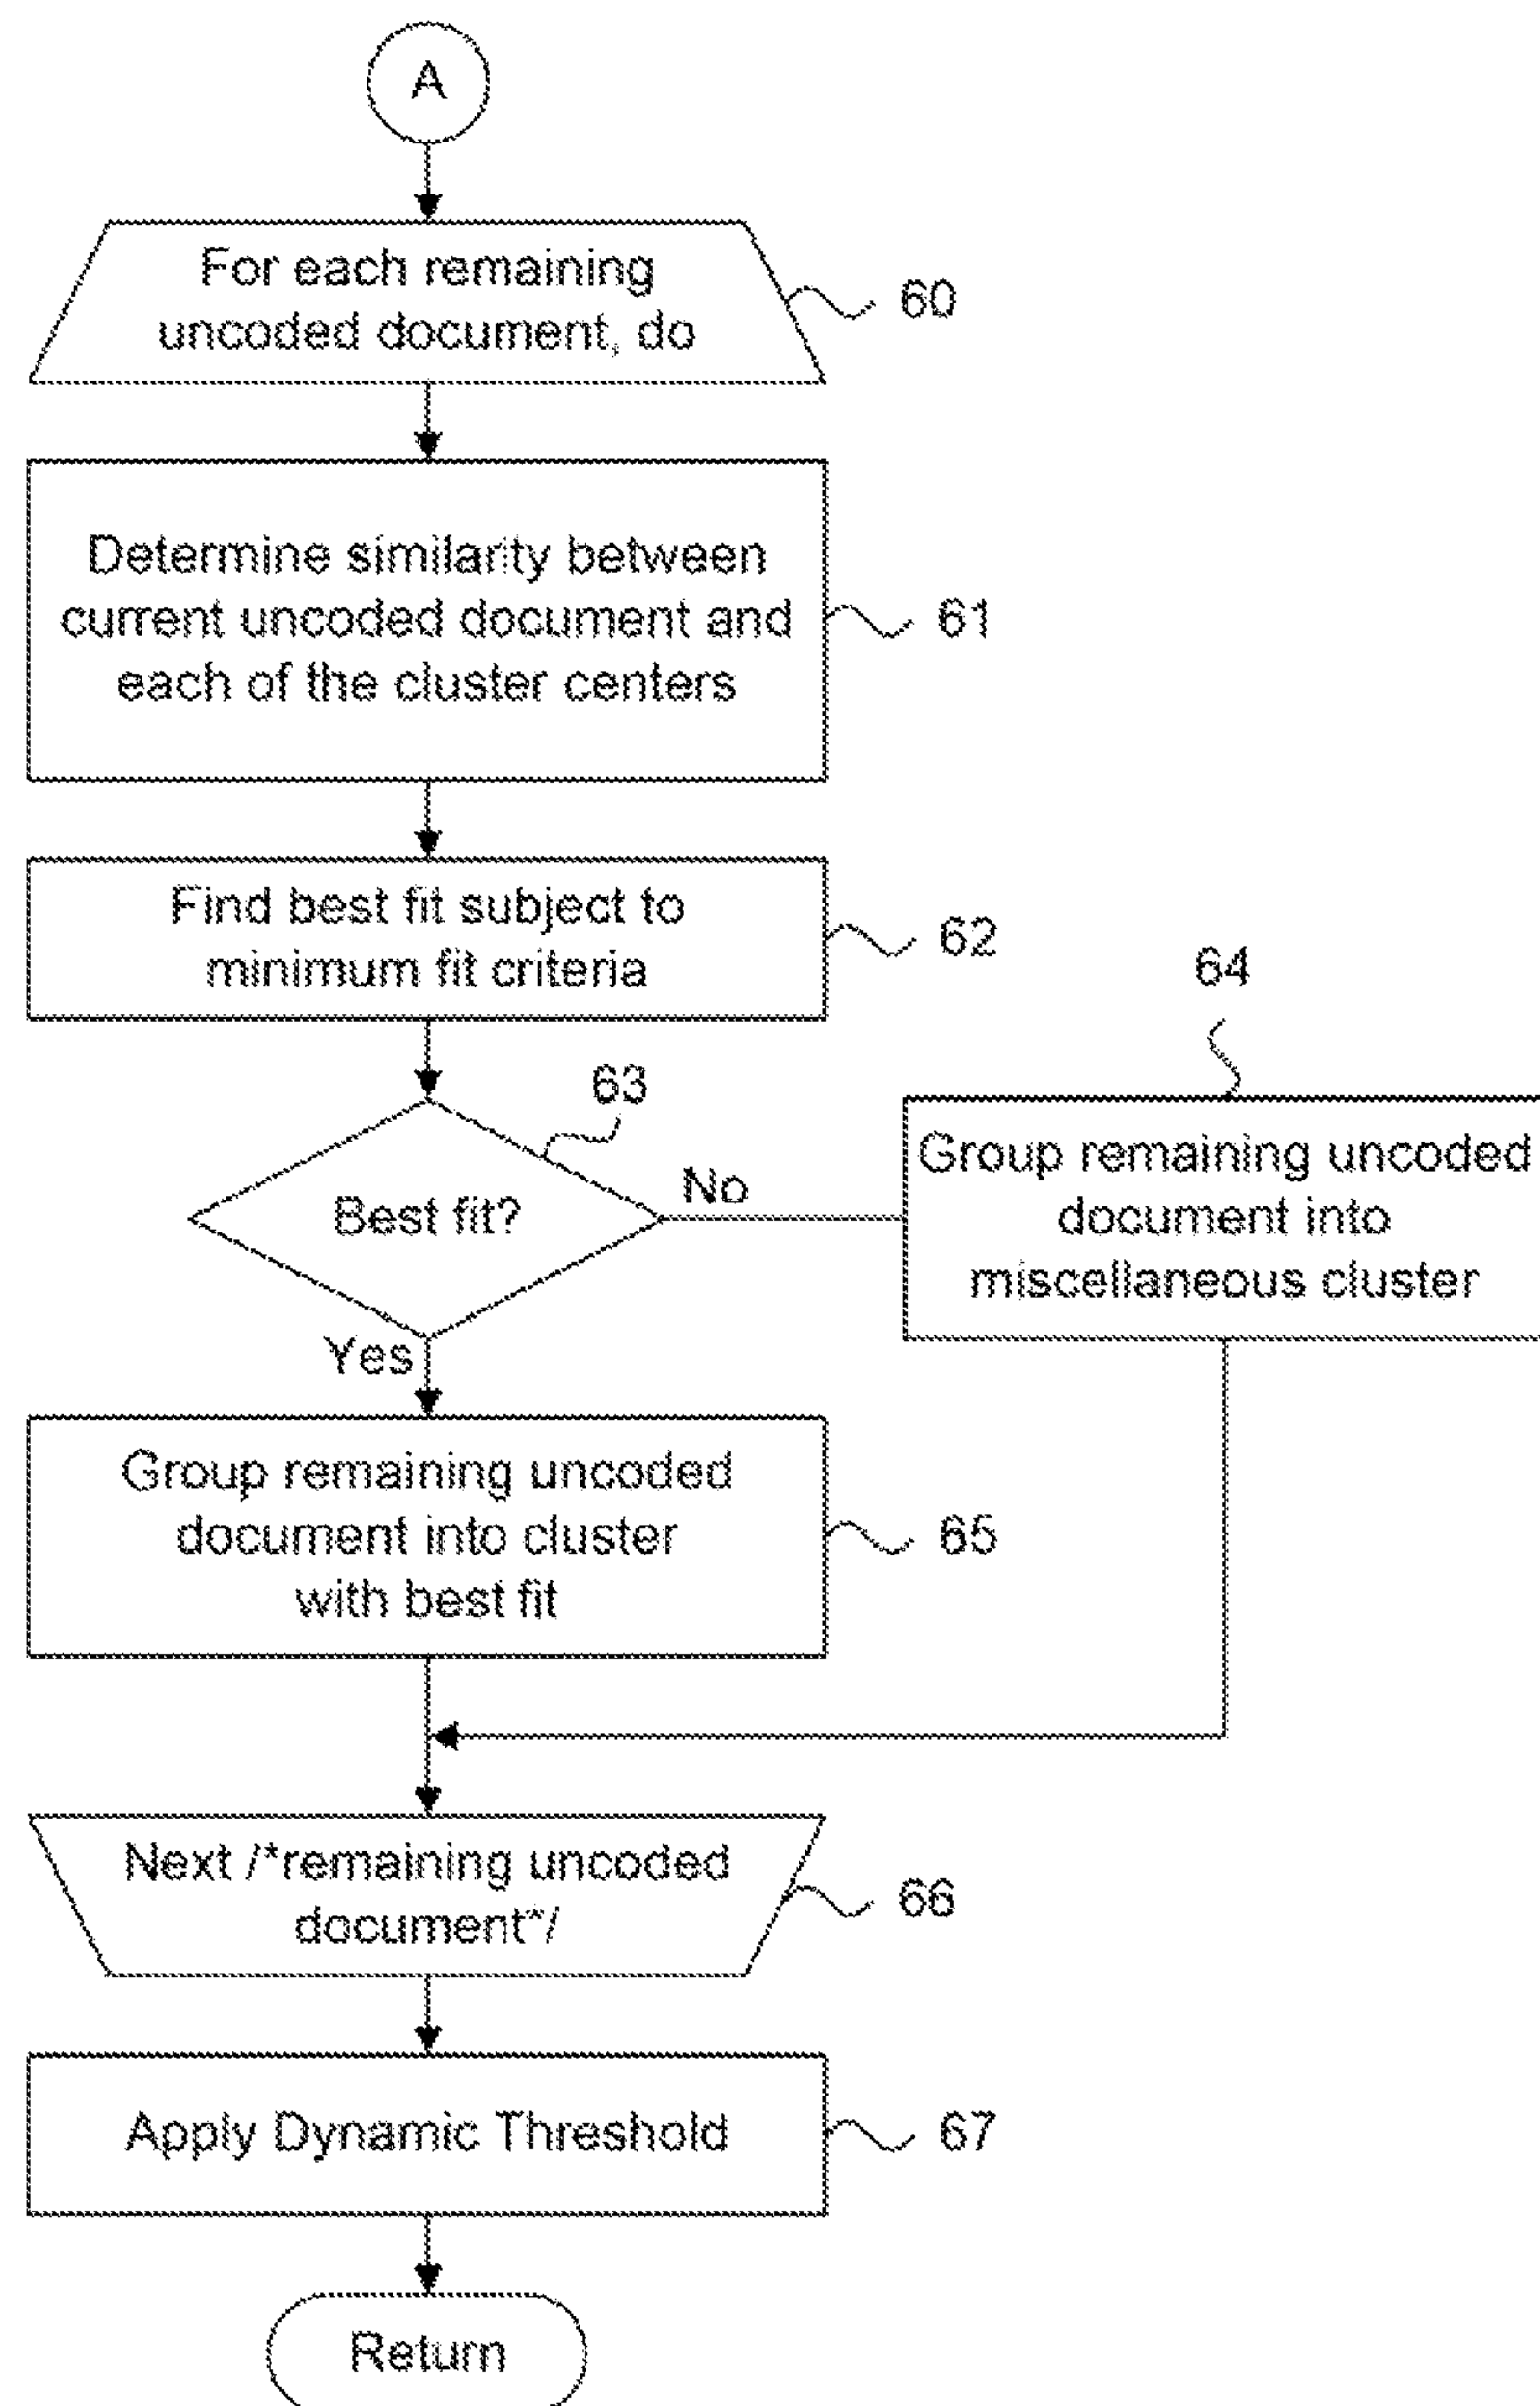 A
For each remaining
uncoded document, do
60
Determine similarity between
current uncoded document and
each of the cluster centers
61
Find best fit subject to
minimum fit criteria
62
63
Best fit?
No
64
Group remaining uncoded
document into
miscellaneous cluster
Yes
Group remaining uncoded
document into cluster
with best fit
65
Next /*remaining uncoded
document*/
66
Apply Dynamic Threshold
67
Return